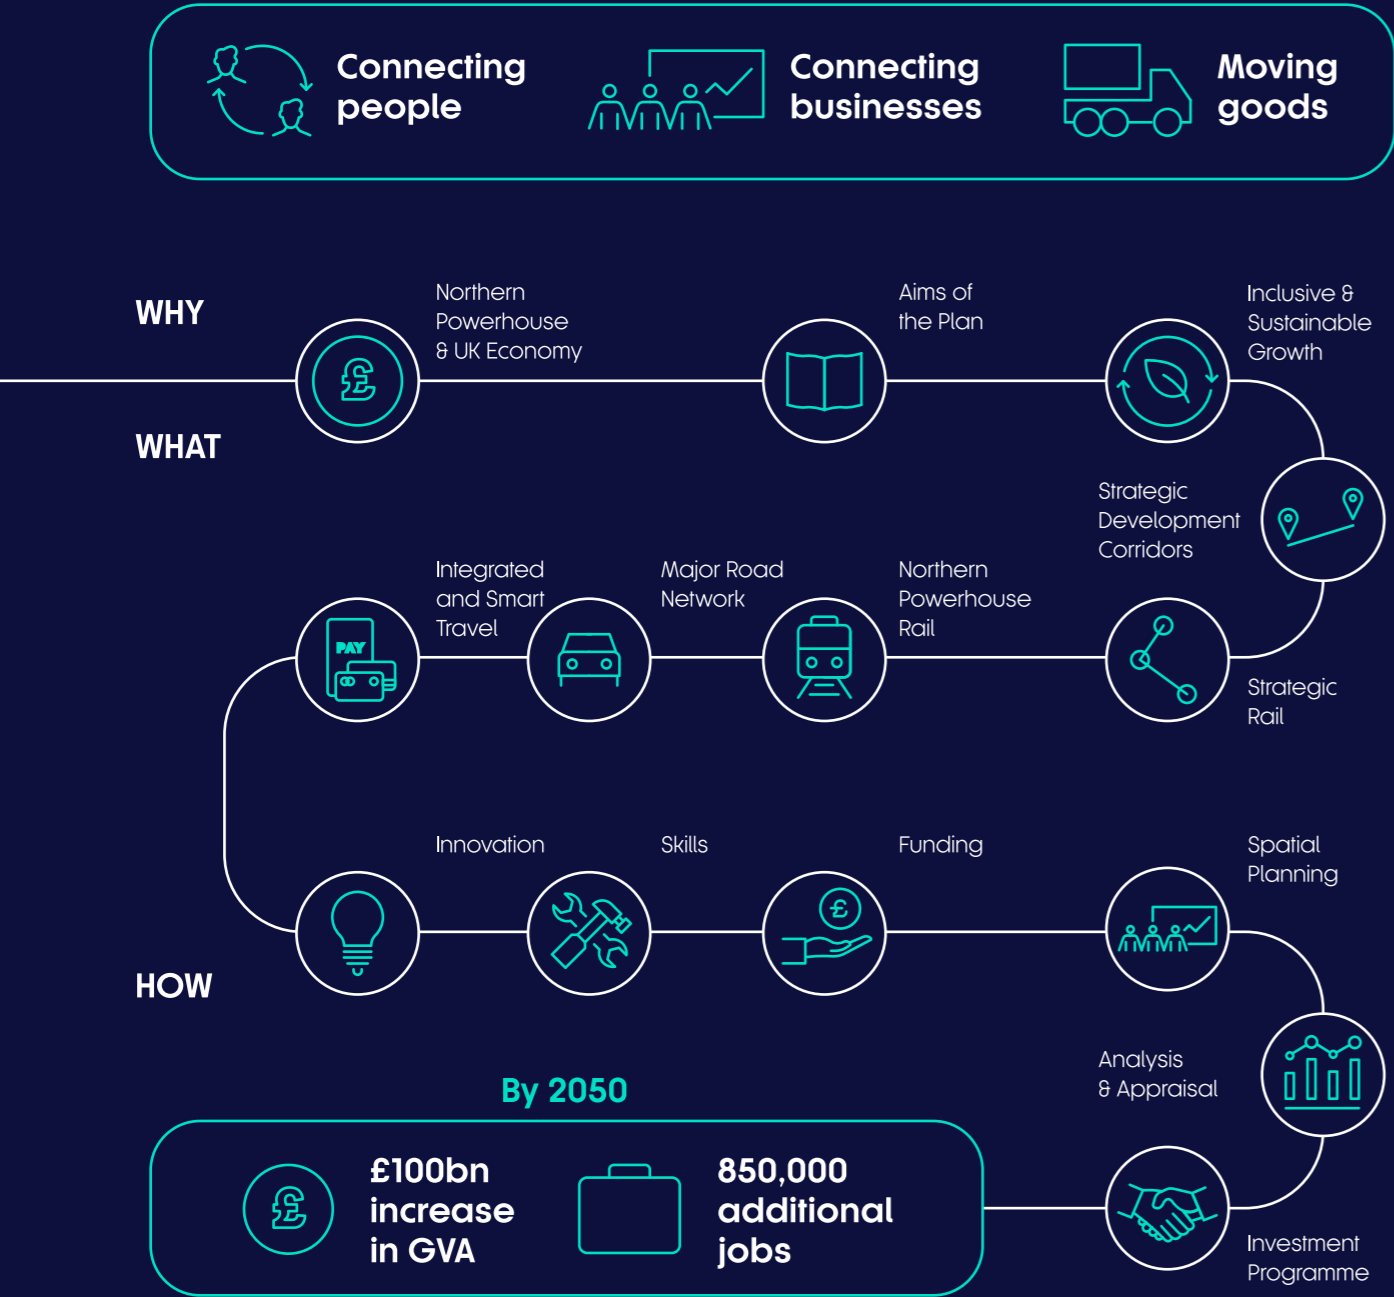 Connecting
people
Connecting
businesses
Moving
goods
WHY
Northern
Powerhouse
& UK Economy
Aims of
the Plan
Inclusive &
Sustainable
Growth
WHAT
Strategic
Development
Corridors
Integrated
and Smart
Travel
Major Road
Network
Northern
Powerhouse
Rail
Strategic
Rail
PAY
Innovation
Skills
Funding
Spatial
Planning
HOW
Analysis
& Appraisal
By 2050
£100bn
increase
in GVA
850,000
additional
jobs
Investment
Programme